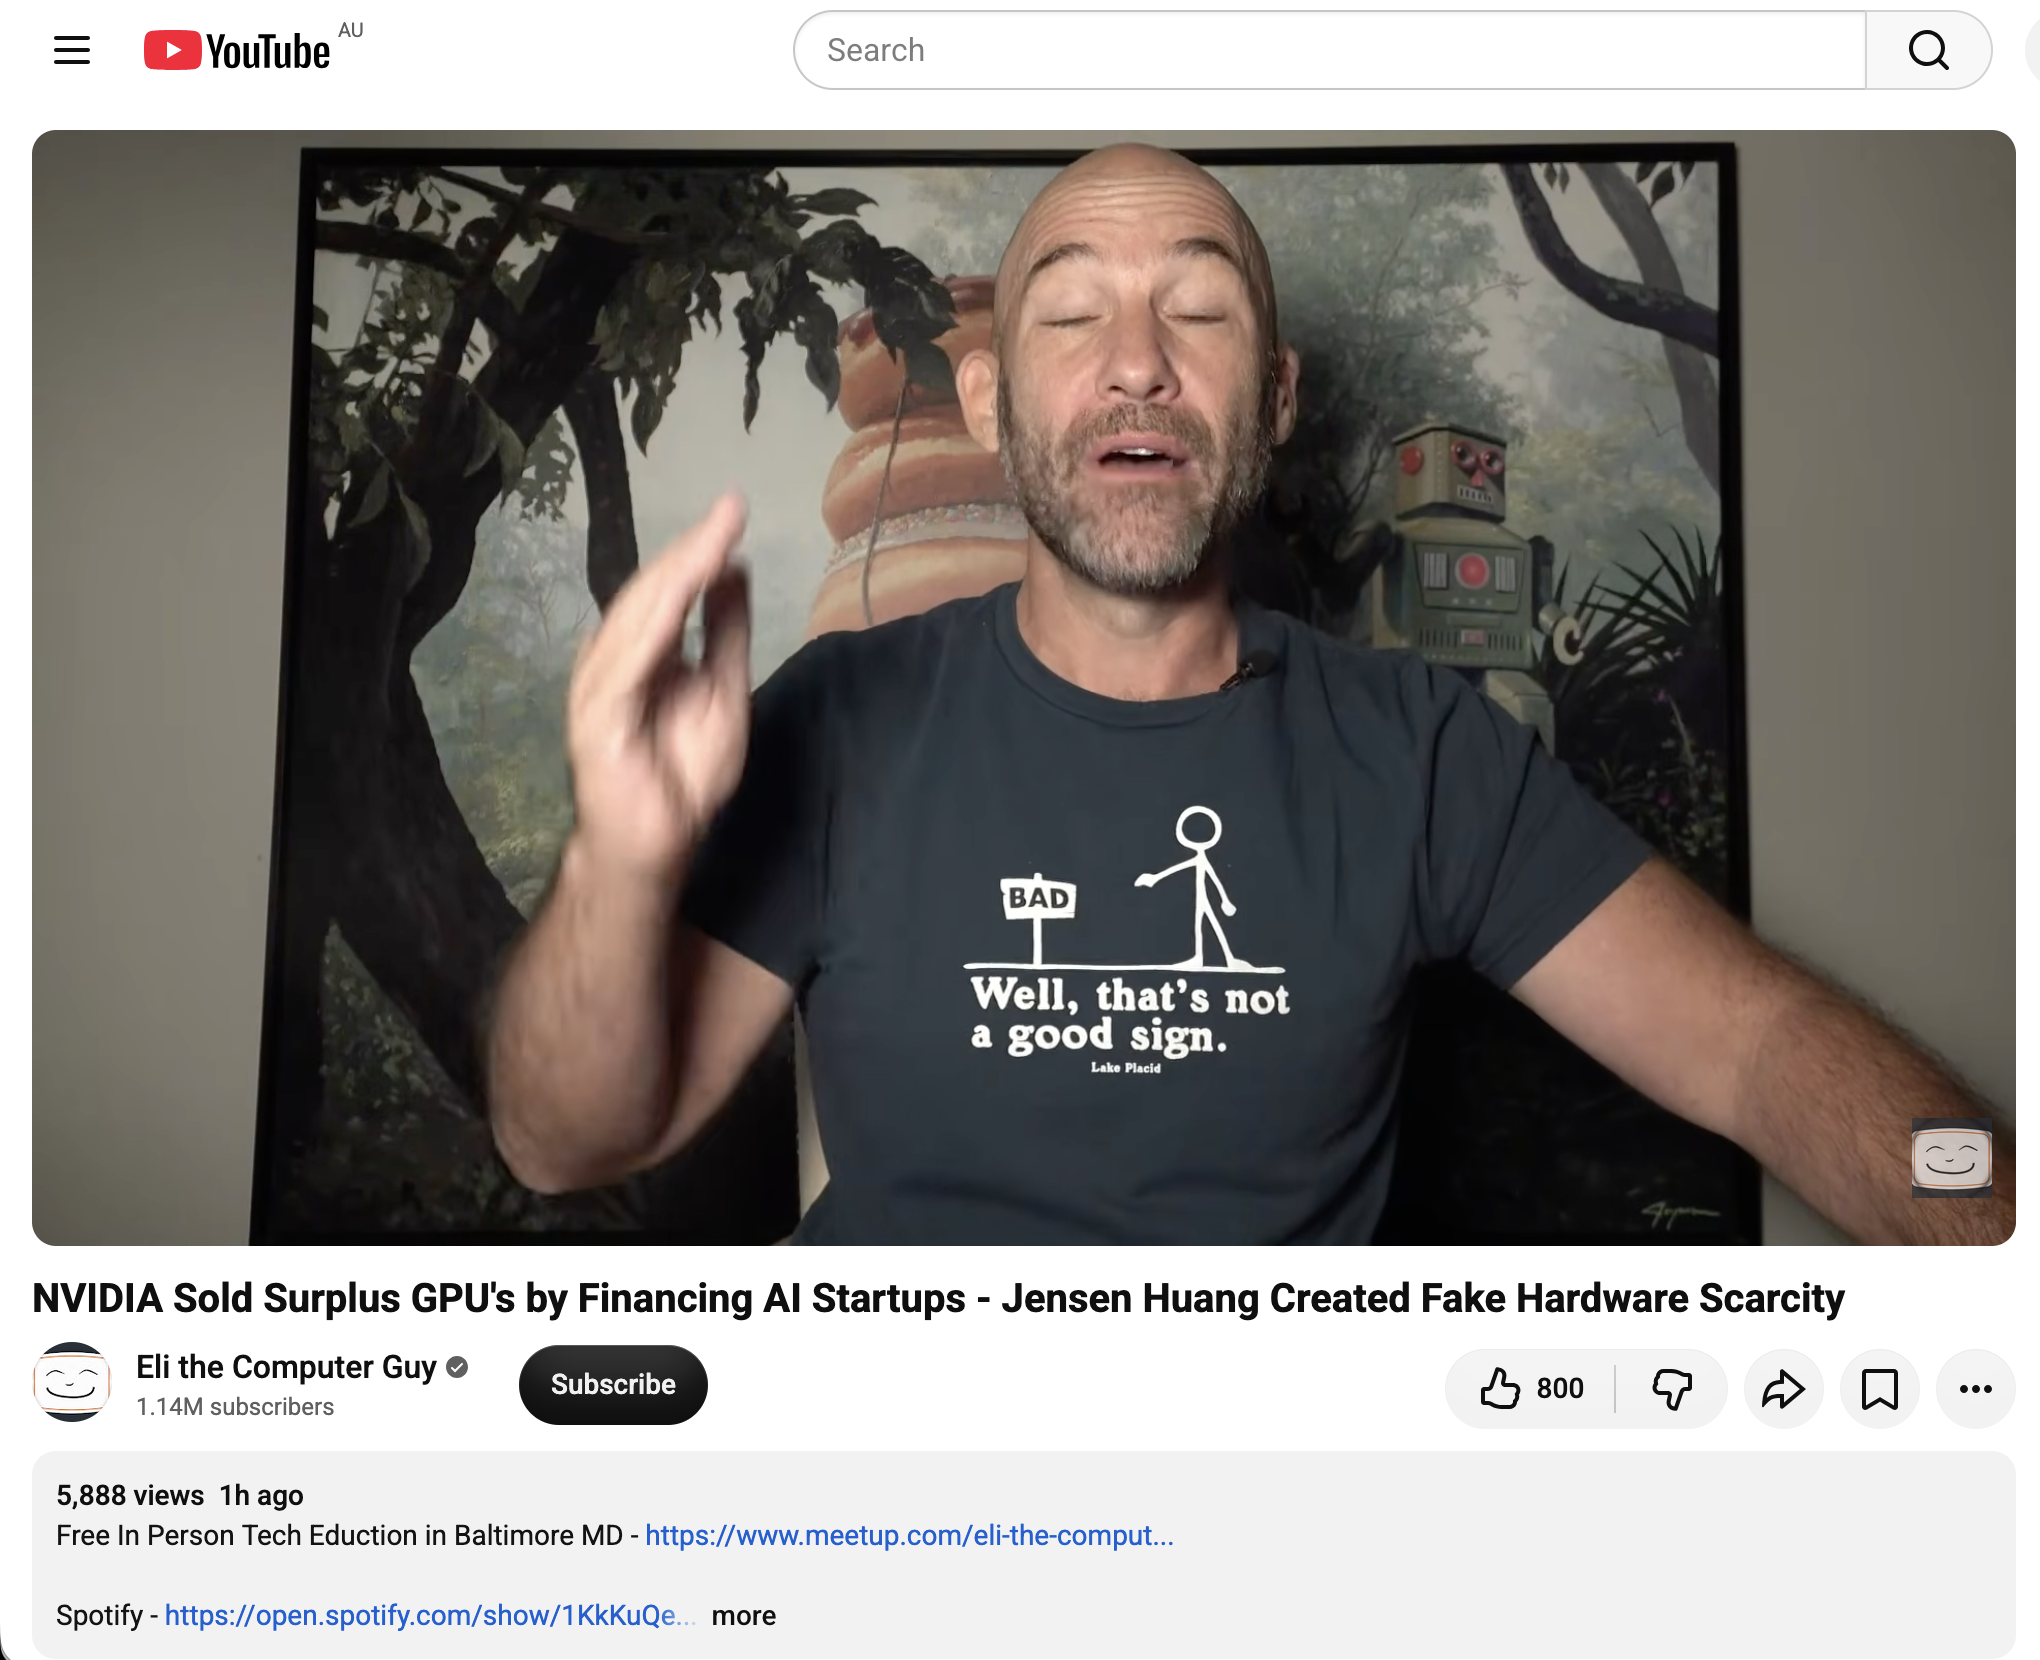 YouTube AU
Search
BAD
Well, that's not
a good sign.
Lake Placid
NVIDIA Sold Surplus GPU's by Financing AI Startups - Jensen Huang Created Fake Hardware Scarcity
Eli the Computer Guy
Subscribe
800
1.14M subscribers
5,888 views 1h ago
Free In Person Tech Eduction in Baltimore MD - https://www.meetup.com/eli-the-comput...
Spotify - https://open.spotify.com/show/1KkKuQe... more